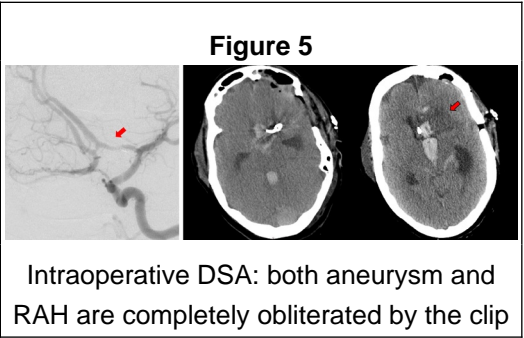 Figure 5
Intraoperative DSA: both aneurysm and
RAH are completely obliterated by the clip